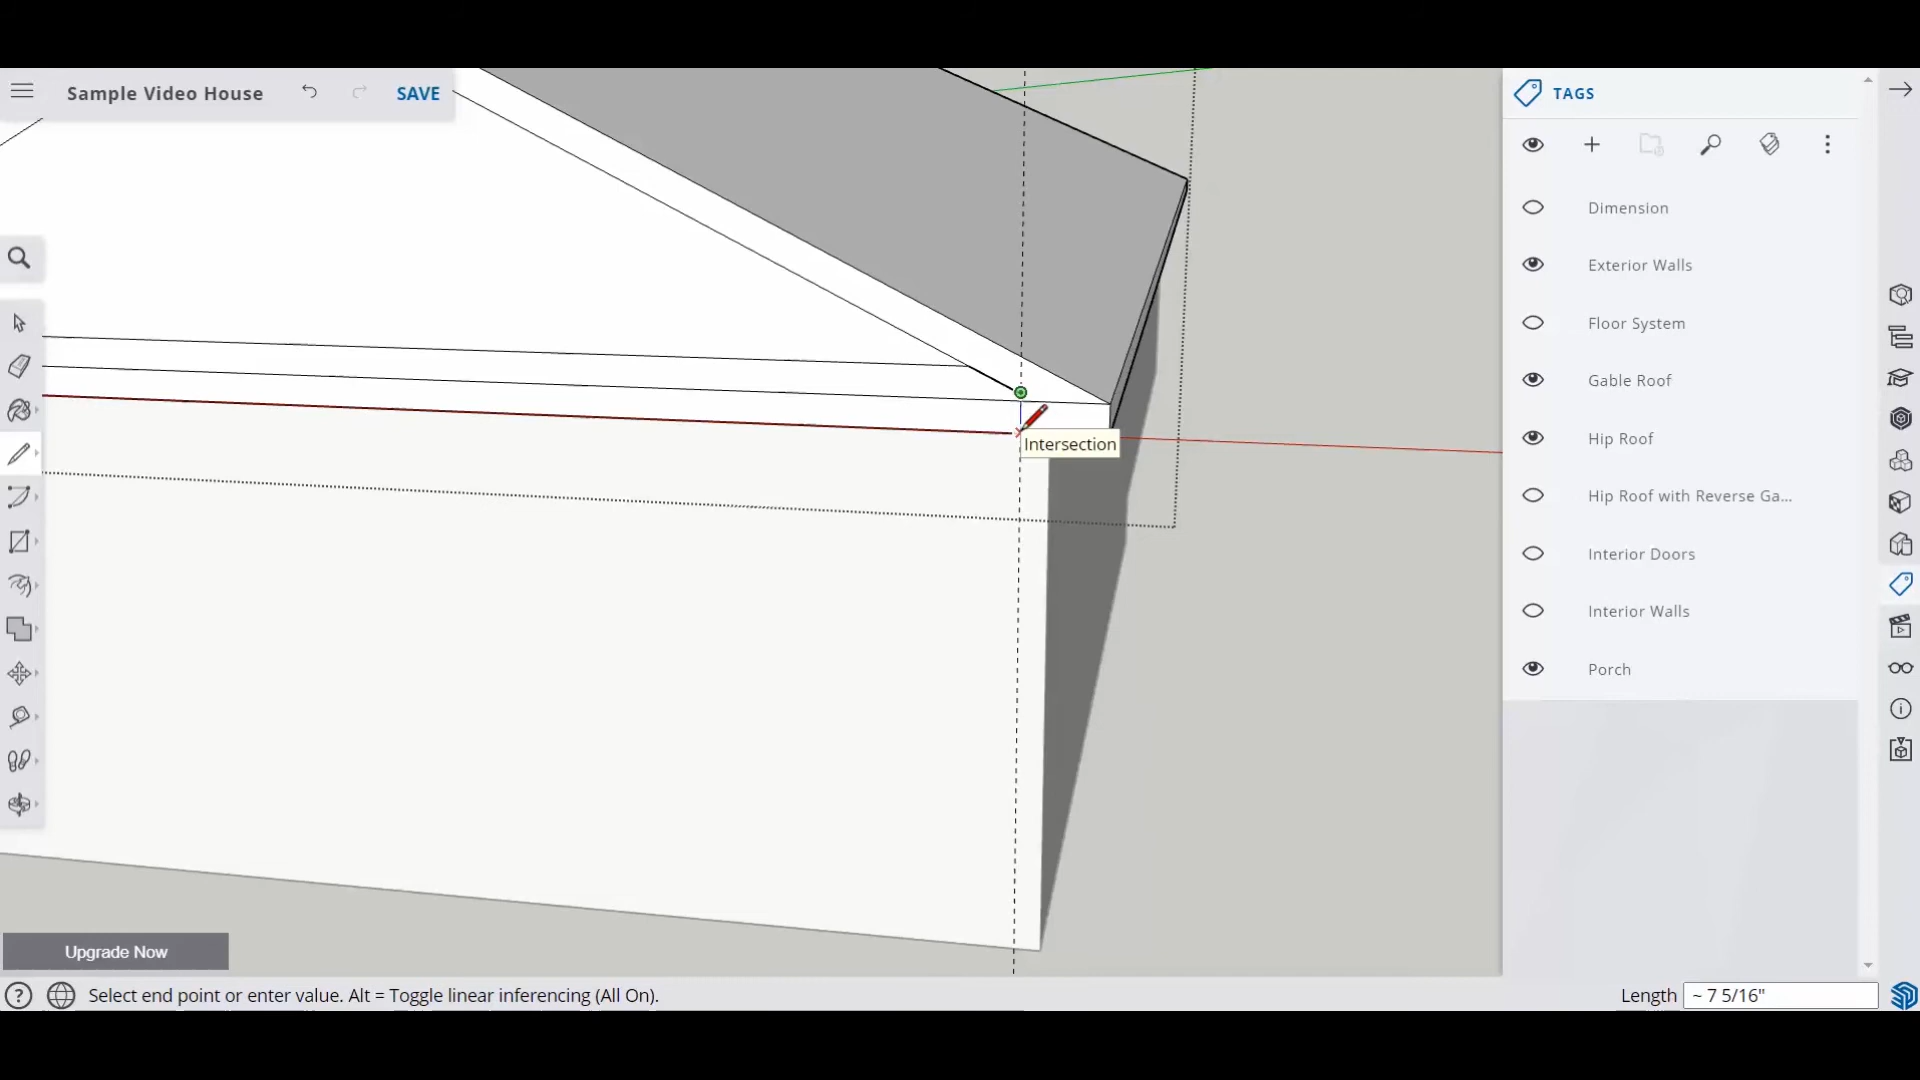 Sample Video House
SAVE
TAGS
Dimension
Exterior Walls
Floor System
Gable Roof
Hip Roof
Hip Roof with Reverse Ga...
Interior Doors
Interior Walls
Porch
Intersection
Upgrade Now
Select end point or enter value. Alt = Toggle linear inferencing (All On).
Length ~ 7 5/16"